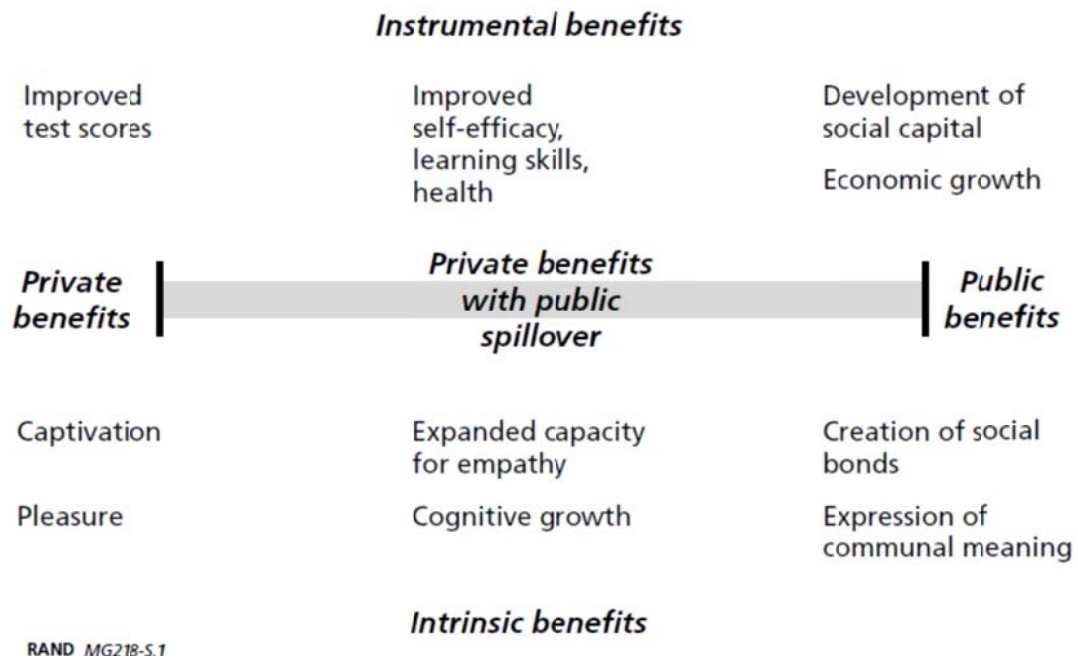 Instrumental benefits
Improved
test scores
Improved
self-efficacy,
learning skills,
health
Development of
social capital
Economic growth
Private
benefits
Private benefits
with public
spillover
Public
benefits
Captivation
Pleasure
Expanded capacity
for empathy
Cognitive growth
Creation of social
bonds
Expression of
communal meaning
Intrinsic benefits
RAND MG218-S.1